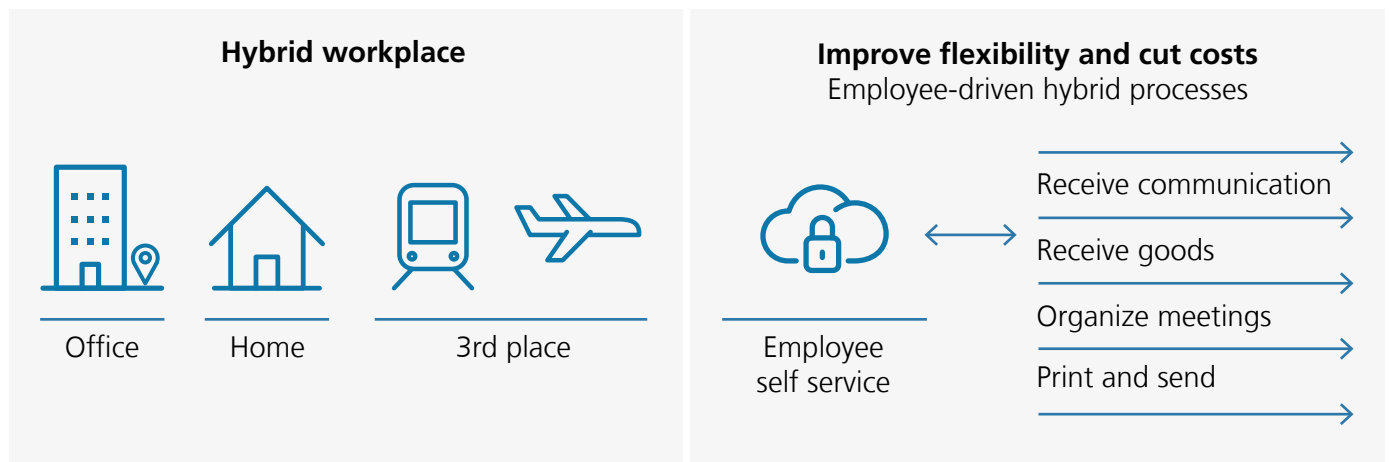 Hybrid workplace
Office
Home
3rd place
Improve flexibility and cut costs
Employee-driven hybrid processes
Employee
self service
Receive communication
Receive goods
Organize meetings
Print and send